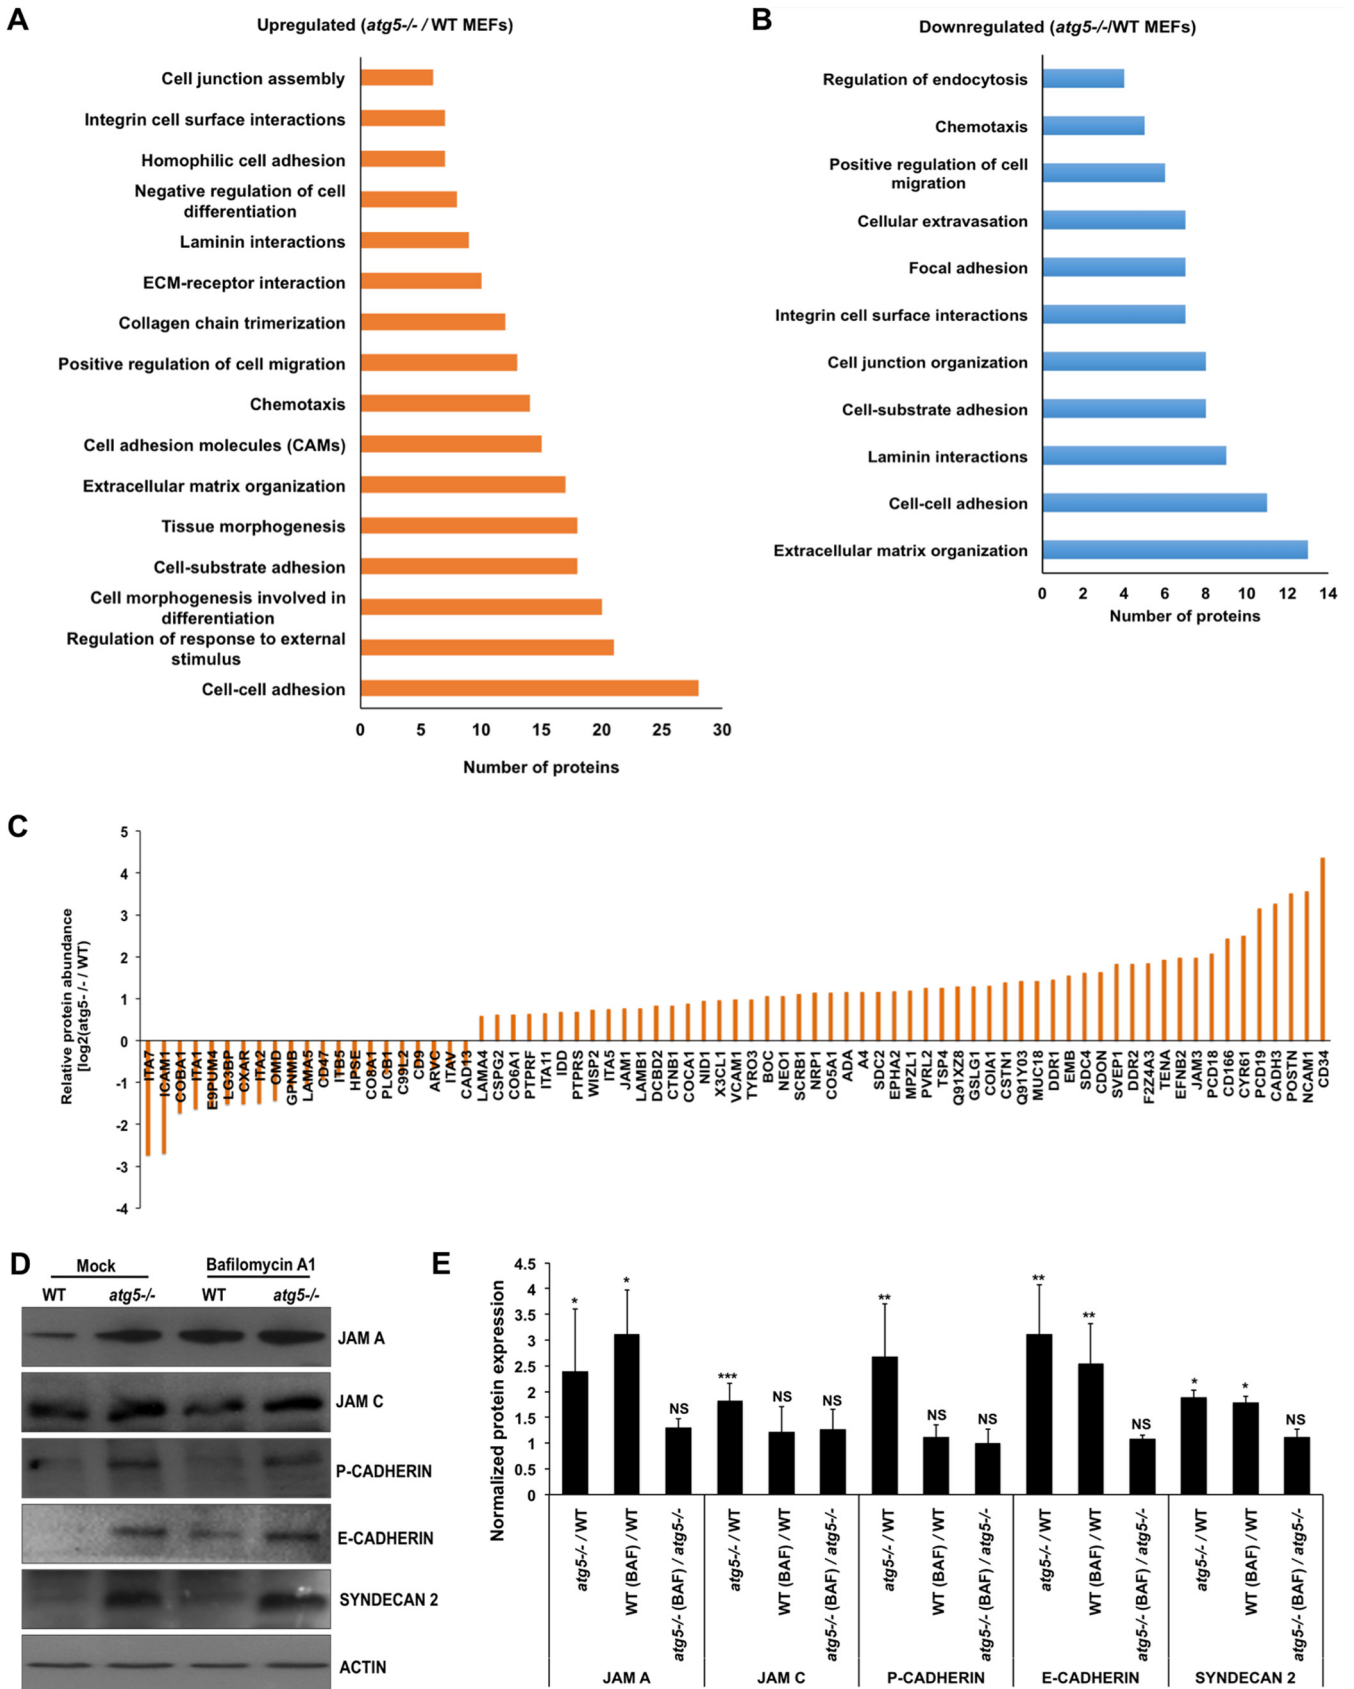 A
Upregulated (atg5-/- / WT MEFs)
Cell junction assembly
Integrin cell surface interactions
Homophilic cell adhesion
Negative regulation of cell
differentiation
Laminin interactions
ECM-receptor interaction
Collagen chain trimerization
Positive regulation of cell migration
Chemotaxis
Cell adhesion molecules (CAMs)
Extracellular matrix organization
Tissue morphogenesis
Cell-substrate adhesion
Cell morphogenesis involved in
differentiation
Regulation of response to external
stimulus
Cell-cell adhesion
0 5 10 15 20 25 30
Number of proteins
B
Downregulated (atg5-/-/WT MEFs)
Regulation of endocytosis
Chemotaxis
Positive regulation of cell
migration
Cellular extravasation
Focal adhesion
Integrin cell surface interactions
Cell junction organization
Cell-substrate adhesion
Laminin interactions
Cell-cell adhesion
Extracellular matrix organization
0 2 4 6 8 10 12 14
Number of proteins
C
Relative protein abundance
[log2(atg5- / - / WT)
5
4
3
2
1
0
-1
-2
-3
-4
ITA7
ICAM1
COBA1
ITA1
E9PUM4
LG3BP
CXAR
ITA2
OMD
GPNMB
LAMA5
CD47
ITB5
HPSE
CO8A1
PLCB1
C99L2
CD9
ARVC
ITAV
CAD13
LAMA4
CSPG2
CO6A1
PTPRF
ITA11
IDD
PTPRS
WISP2
ITA5
JAM1
LAMB1
DCBD2
CTNB1
COCA1
NID1
X3CL1
VCAM1
TYRO3
BOC
NEO1
SCRB1
NRP1
CO5A1
ADA
A4
SDC2
EPHA2
MPZL1
PVRL2
TSP4
Q91XZ8
GSLG1
COIA1
CSTN1
Q91Y03
MUC18
DDR1
EMB
SDC4
CDON
SVEP1
DDR2
F2Z4A3
TENA
EFNB2
JAM3
PCD18
CD166
CYR61
PCD19
CADH3
POSTN
NCAM1
CD34
D
Mock Bafilomycin A1
WT atg5-/- WT atg5-/-
JAM A
JAM C
P-CADHERIN
E-CADHERIN
SYNDECAN 2
ACTIN
E
Normalized protein expression
4.5
4
3.5
3
2.5
2
1.5
1
0.5
0
* * NS *** NS NS ** NS NS ** ** NS * * NS
atg5-/- / WT
WT (BAF) / WT
atg5-/- (BAF) / atg5-/-
atg5-/- / WT
WT (BAF) / WT
atg5-/- (BAF) / atg5-/-
atg5-/- / WT
WT (BAF) / WT
atg5-/- (BAF) / atg5-/-
atg5-/- / WT
WT (BAF) / WT
atg5-/- (BAF) / atg5-/-
atg5-/- / WT
WT (BAF) / WT
atg5-/- (BAF) / atg5-/-
JAM A JAM C P-CADHERIN E-CADHERIN SYNDECAN 2